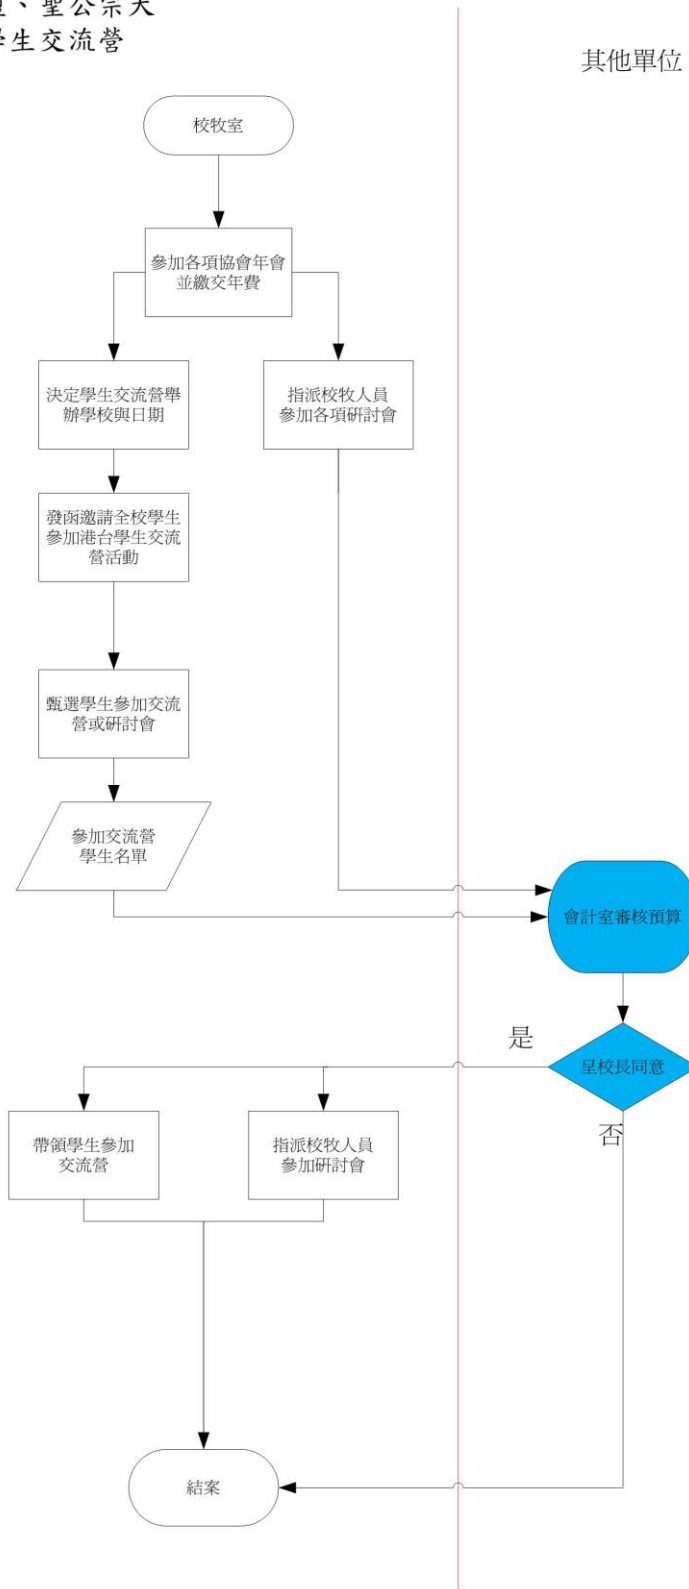 、聖公宗大
學生交流營
其他單位
校牧室
參加各項協會年會
並繳交年費
決定學生交流營舉
辦學校與日期
指派校牧人員
參加各項研討會
發函邀請全校學生
參加港台學生交流
營活動
甄選學生參加交流
營或研討會
參加交流營
學生名單
會計室審核預算
是
呈校長同意
否
帶領學生參加
交流營
指派校牧人員
參加研討會
結案